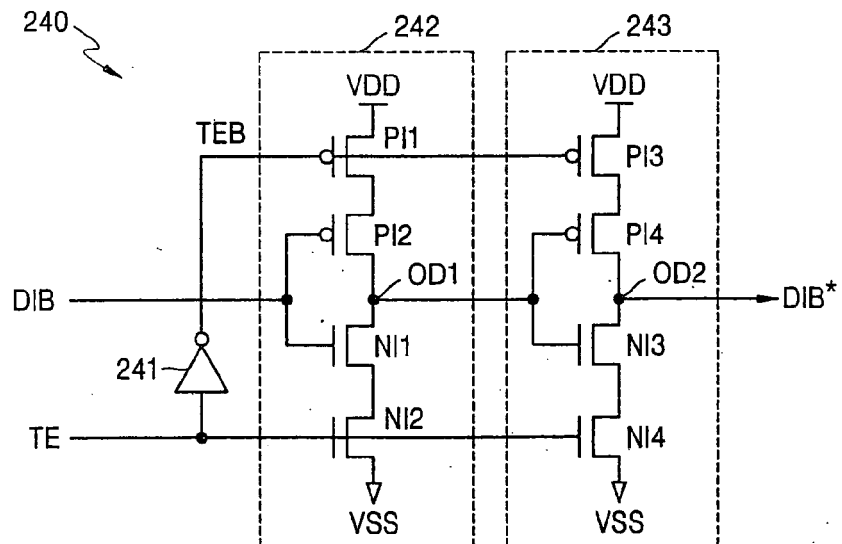 240
242
243
VDD
VDD
TEB
PI1
PI3
PI2
PI4
OD1
OD2
DIB
DIB*
241
NI1
NI3
TE
NI2
NI4
VSS
VSS